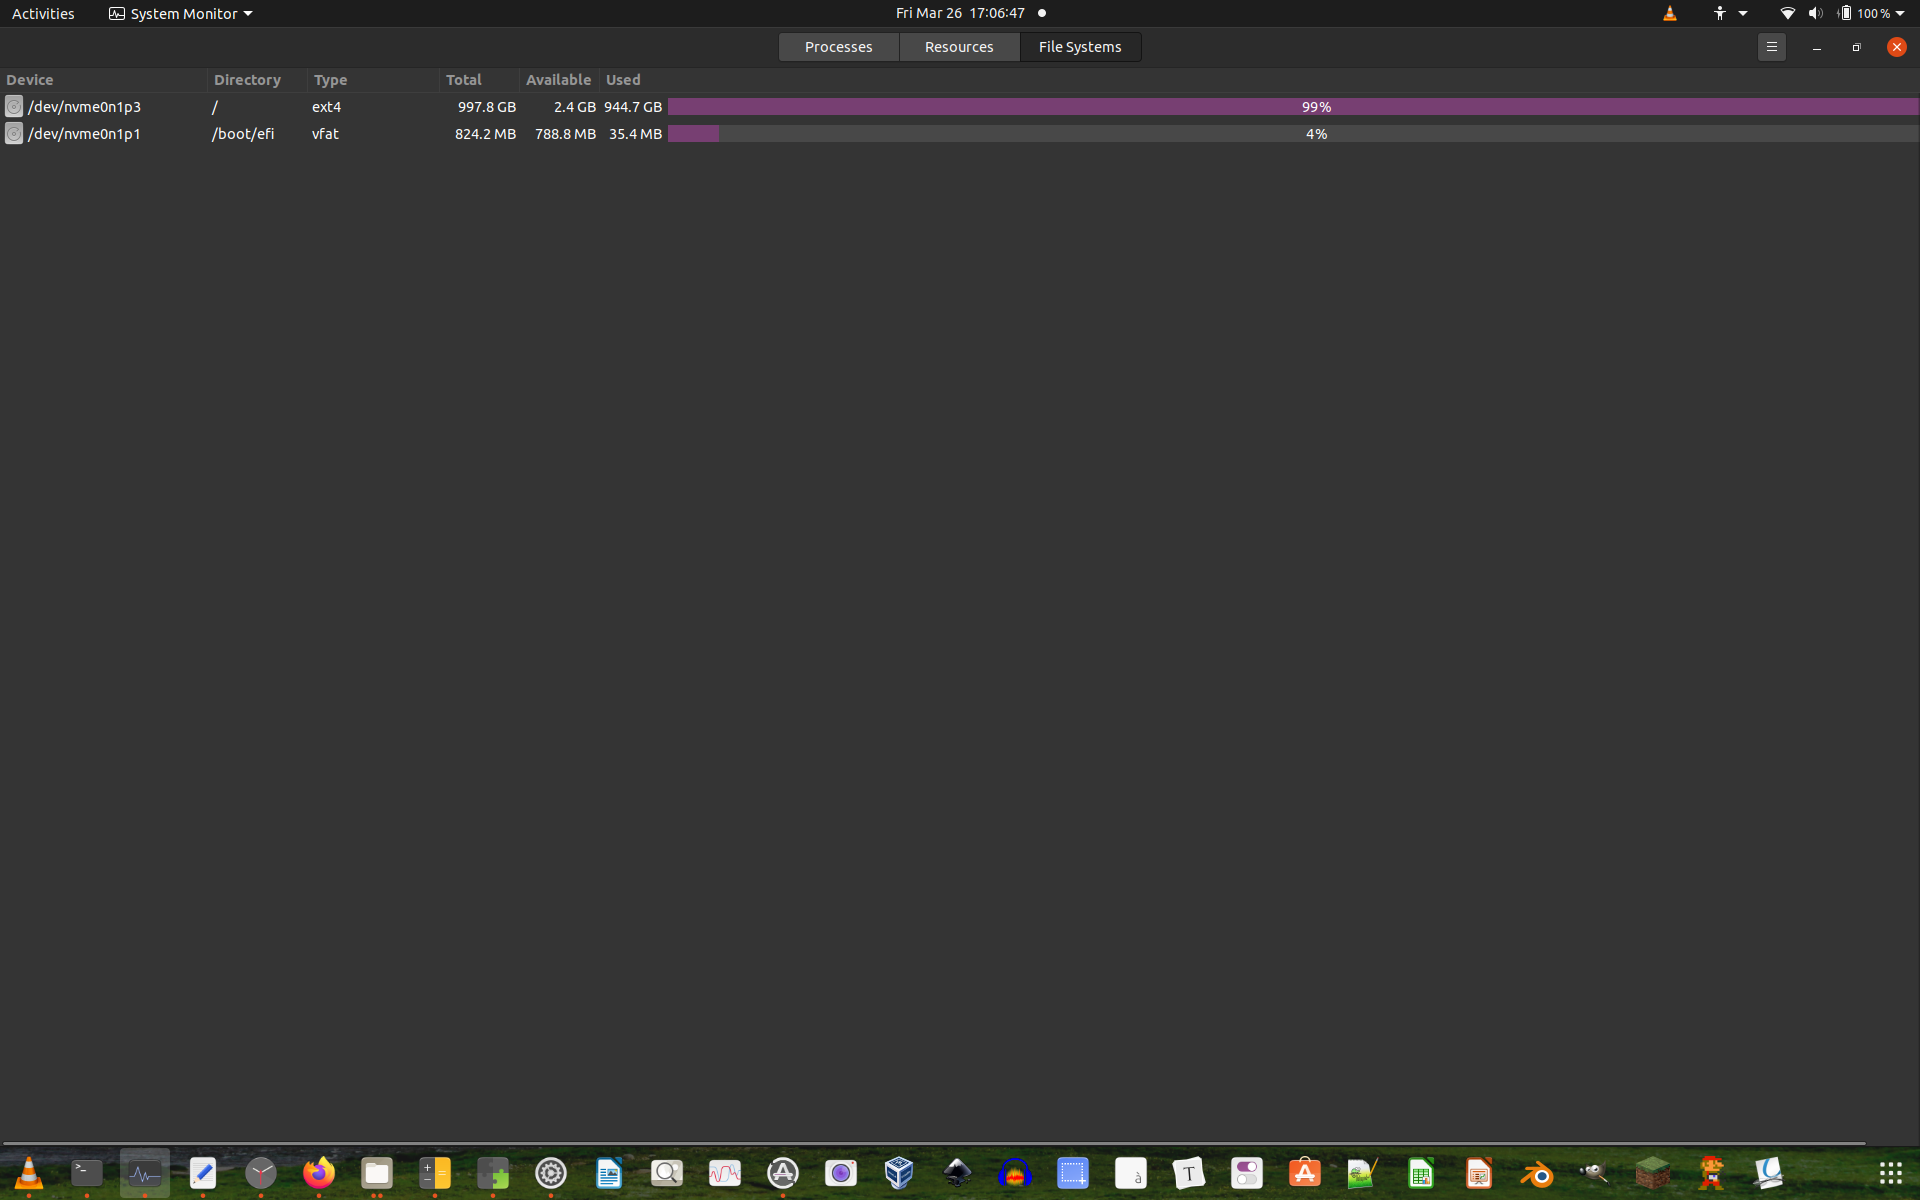 Activities System Monitor Fri Mar 26 17:06:47 100 %
Processes Resources File Systems
Device Directory Type Total Available Used
/dev/nvme0n1p3 / ext4 997.8 GB 2.4 GB 944.7 GB 99%
/dev/nvme0n1p1 /boot/efi vfat 824.2 MB 788.8 MB 35.4 MB 4%